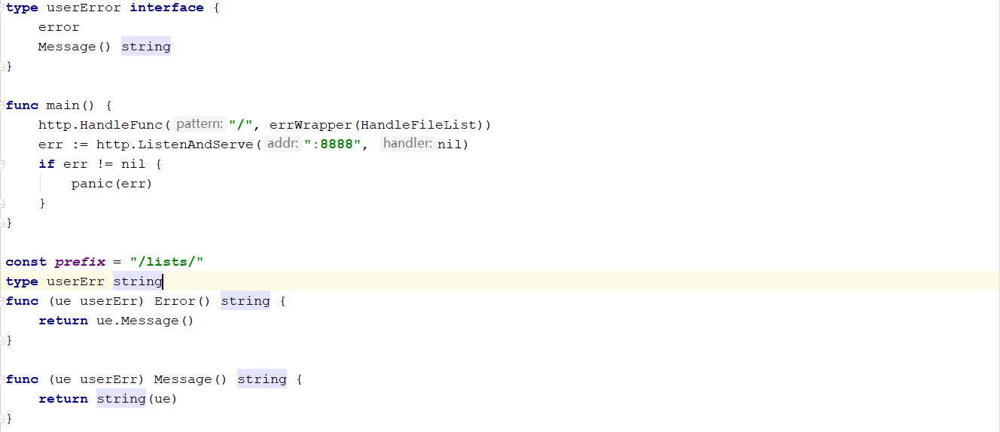 type userError interface {
    error
    Message() string
}

func main() {
    http.HandleFunc( pattern: "/", errWrapper(HandleFileList))
    err := http.ListenAndServe( addr: ":8888",  handler: nil)
    if err != nil {
        panic(err)
    }
}

const prefix = "/lists/"
type userErr string
func (ue userErr) Error() string {
    return ue.Message()
}

func (ue userErr) Message() string {
    return string(ue)
}